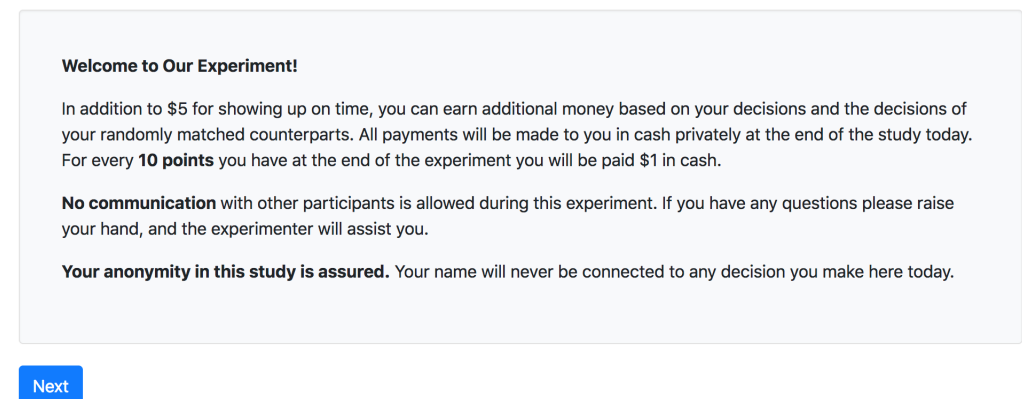 Welcome to Our Experiment!
In addition to $5 for showing up on time, you can earn additional money based on your decisions and the decisions of
your randomly matched counterparts. All payments will be made to you in cash privately at the end of the study today.
For every 10 points you have at the end of the experiment you will be paid $1 in cash.
No communication with other participants is allowed during this experiment. If you have any questions please raise
your hand, and the experimenter will assist you.
Your anonymity in this study is assured. Your name will never be connected to any decision you make here today.
Next